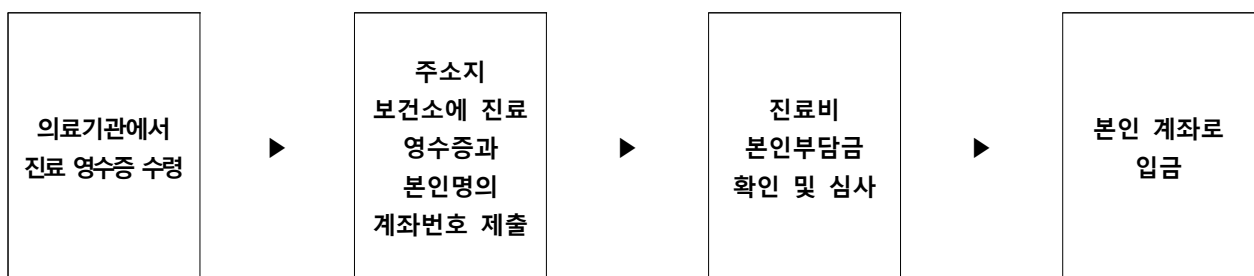 의료기관에서
진료 영수증 수령
▶
주소지
보건소에 진료
영수증과
본인명의
계좌번호 제출
▶
진료비
본인부담금
확인 및 심사
▶
본인 계좌로
입금